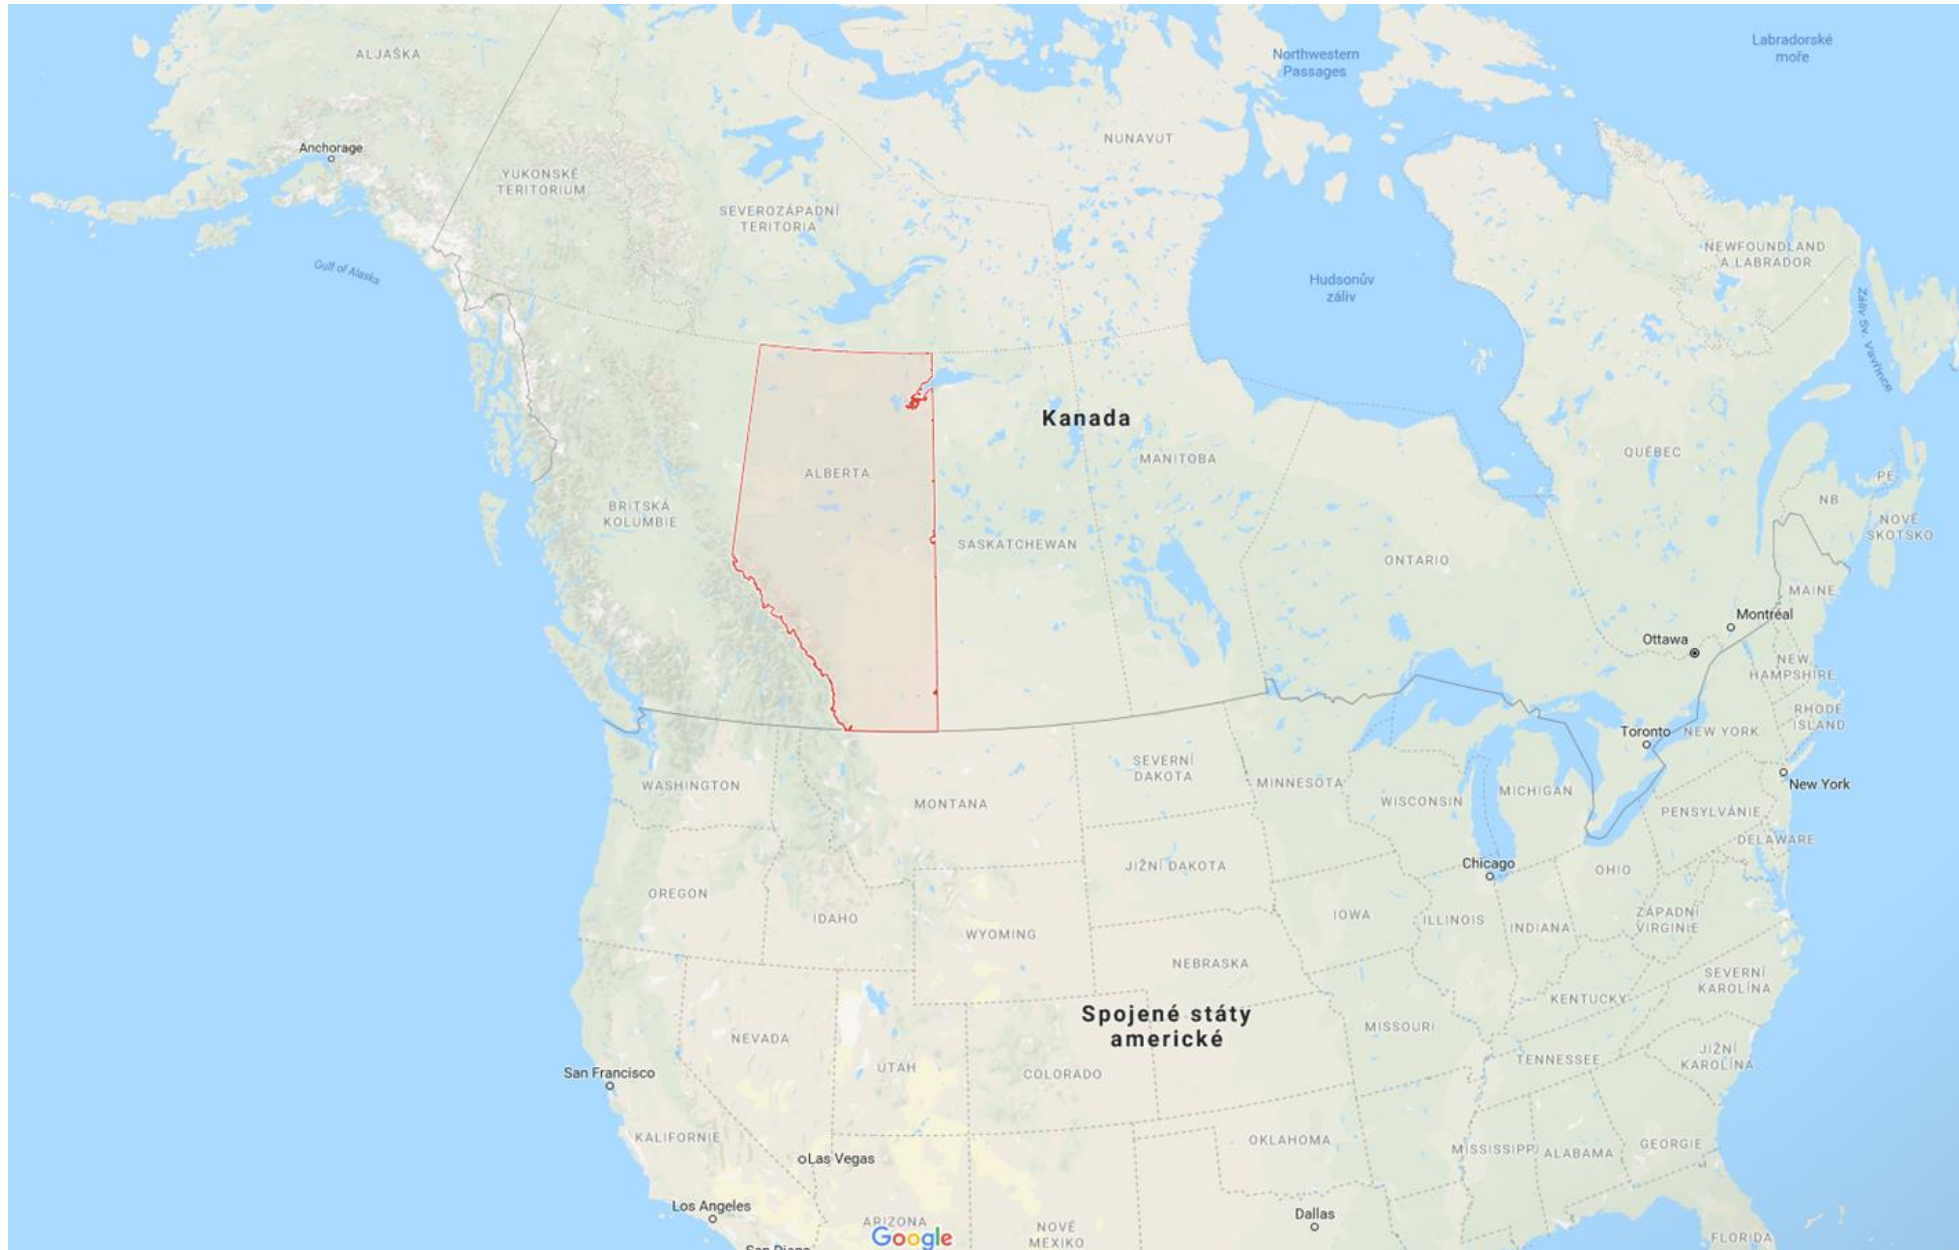 Labradorské
moře
Northwestern
Passages
ALJAŠKA
NUNAVUT
Anchorage
YUKONSKÉ
TERITORIUM
SEVEROZÁPADNÍ
TERITORIA
NEWFOUNDLAND
A LABRADOR
Gulf of Alaska
Hudsonův
záliv
Záliv Sv. Vavřince
Kanada
ALBERTA
MANITOBA
QUÉBEC
PE
NB
BRITSKÁ
KOLUMBIE
NOVÉ
SKOTSKO
SASKATCHEWAN
ONTARIO
MAINE
Montréal
Ottawa
NEW
HAMPSHIRE
RHODE
ISLAND
Toronto
NEW YORK
SEVERNÍ
DAKOTA
WASHINGTON
MINNESOTA
New York
MICHIGAN
WISCONSIN
MONTANA
PENSYLVÁNIE
DELAWARE
Chicago
JIŽNÍ DAKOTA
OHIO
OREGON
IDAHO
IOWA
ILLINOIS
INDIANA
ZÁPADNÍ
VIRGINIE
WYOMING
NEBRASKA
SEVERNÍ
KAROLÍNA
KENTUCKY
Spojené státy
americké
MISSOURI
NEVADA
JIŽNÍ
KAROLÍNA
TENNESSEE
UTAH
COLORADO
San Francisco
KALIFORNIE
OKLAHOMA
MISSISSIPPI
ALABAMA
GEORGIE
Las Vegas
Los Angeles
Dallas
ARIZONA
NOVÉ
MEXIKO
Google
FLORIDA
San Diego